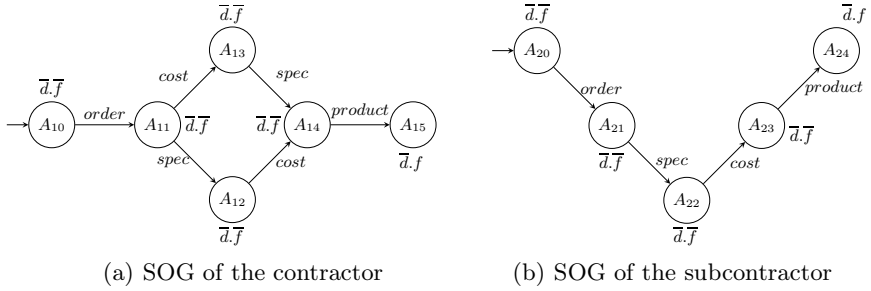 d̅.f̅
A₁₃
cost
spec
d̅.f̅
A₁₀
order
A₁₁
d̅.f̅
d̅.f̅
A₁₄
product
A₁₅
d̅.f
spec
cost
A₁₂
d̅.f̅
(a) SOG of the contractor
d̅.f̅
A₂₀
order
A₂₁
d̅.f̅
spec
A₂₂
d̅.f̅
cost
A₂₃
d̅.f̅
product
A₂₄
d̅.f
(b) SOG of the subcontractor